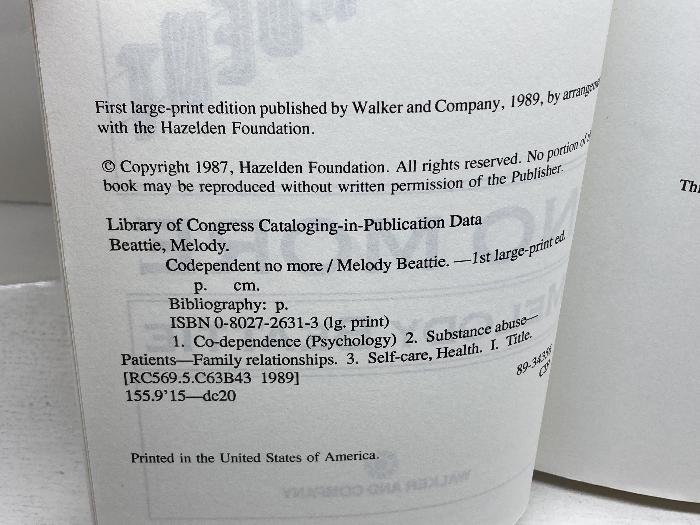 First large-print edition published by Walker and Company, 1989, by
with the Hazelden Foundation.
© Copyright 1987, Hazelden Foundation. All rights reserved. No portion of
book may be reproduced without written permission of the Publisher.
Library of Congress Cataloging-in-Publication Data
Beattie, Melody.
Codependent no more / Melody Beattie. —1st large-print ed.
p. cm.
Bibliography: p.
ISBN 0-8027-2631-3 (lg. print)
1. Co-dependence (Psychology) 2. Substance abuse—
Patients—Family relationships. 3. Self-care, Health. I. Title.
[RC569.5.C63B43 1989]
155.9'15—dc20
Printed in the United States of America.
WALKER AND COMPANY